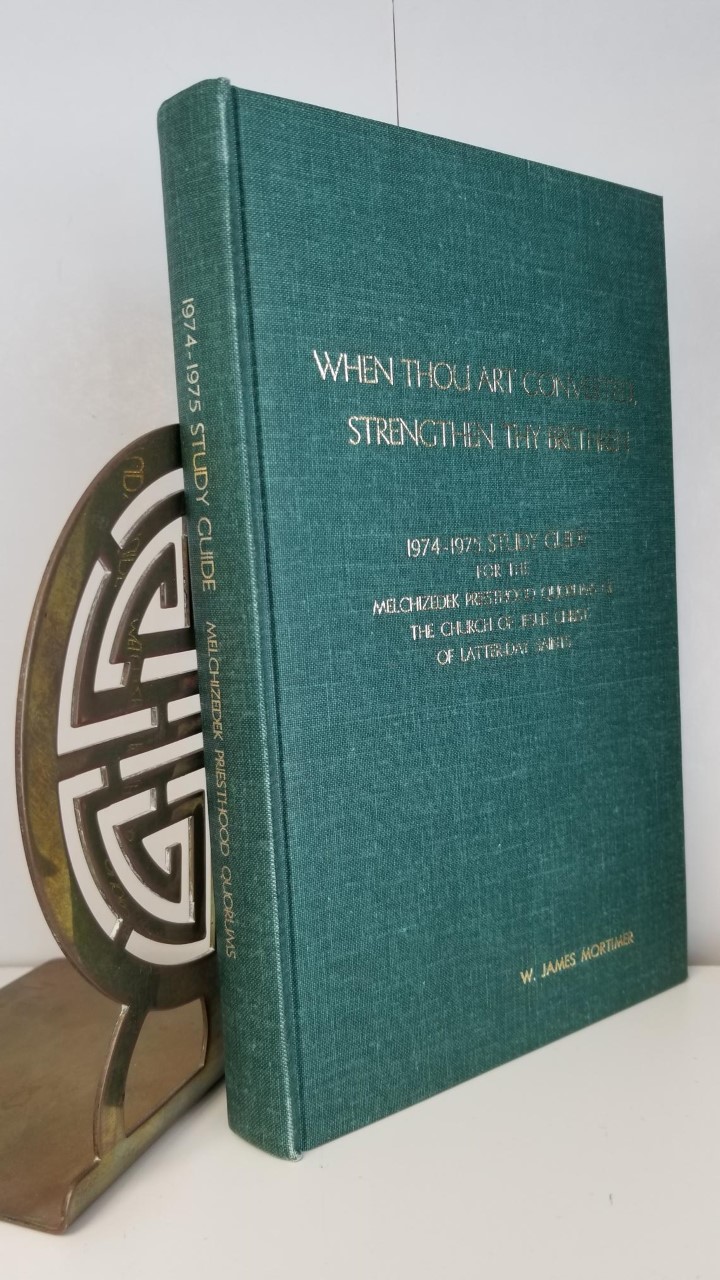 1974-1975 STUDY GUIDE MELCHIZEDEK PRIESTHOOD QUORUMS
WHEN THOU ART CONVERTED,
STRENGTHEN THY BRETHREN
1974-1975 STUDY GUIDE
FOR THE
MELCHIZEDEK PRIESTHOOD QUORUMS OF
THE CHURCH OF JESUS CHRIST
OF LATTER-DAY SAINTS
W. JAMES MORTIMER